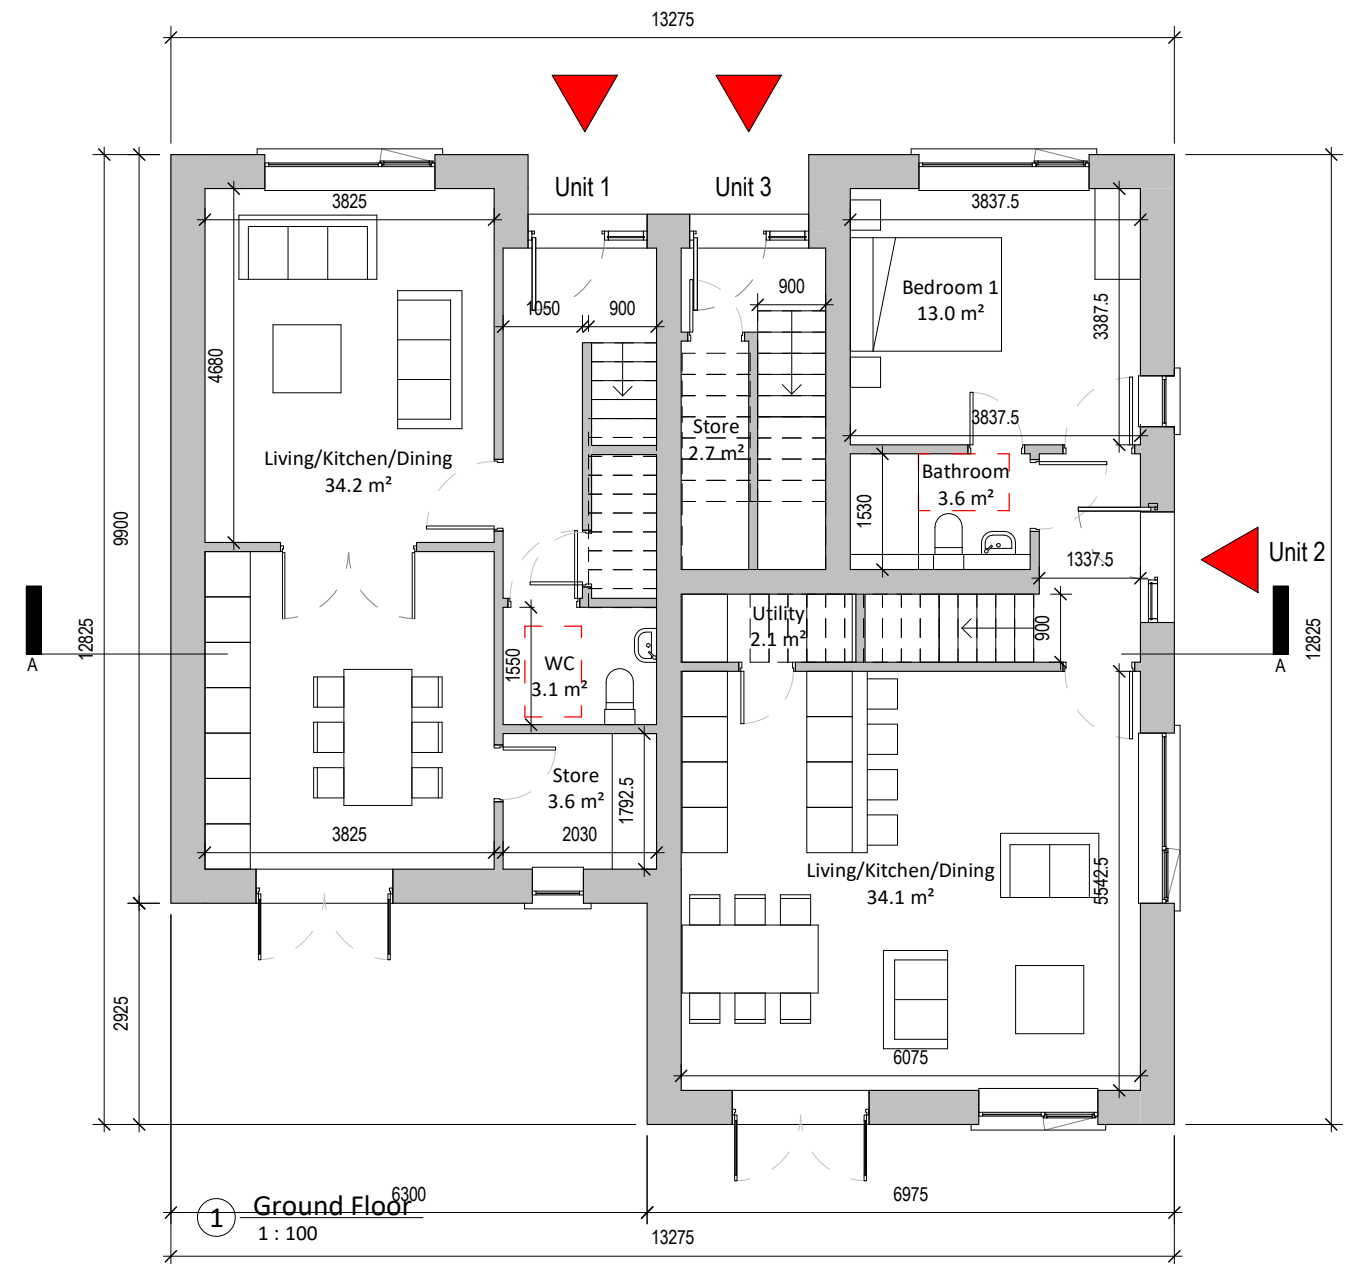 13275
Unit 1
Unit 3
3825
3837.5
Bedroom 1
13.0 m²
900
1050
900
3387.5
4680
3837.5
Store
2.7 m²
Living/Kitchen/Dining
34.2 m²
Bathroom
3.6 m²
1530
9900
1337.5
Unit 2
Utility
2.1 m²
900
12825
12825
A
A
1550
WC
3.1 m²
Store
3.6 m²
1792.5
3825
2030
Living/Kitchen/Dining
34.1 m²
5542.5
2925
6075
1
Ground Floor
1 : 100
6300
6975
13275